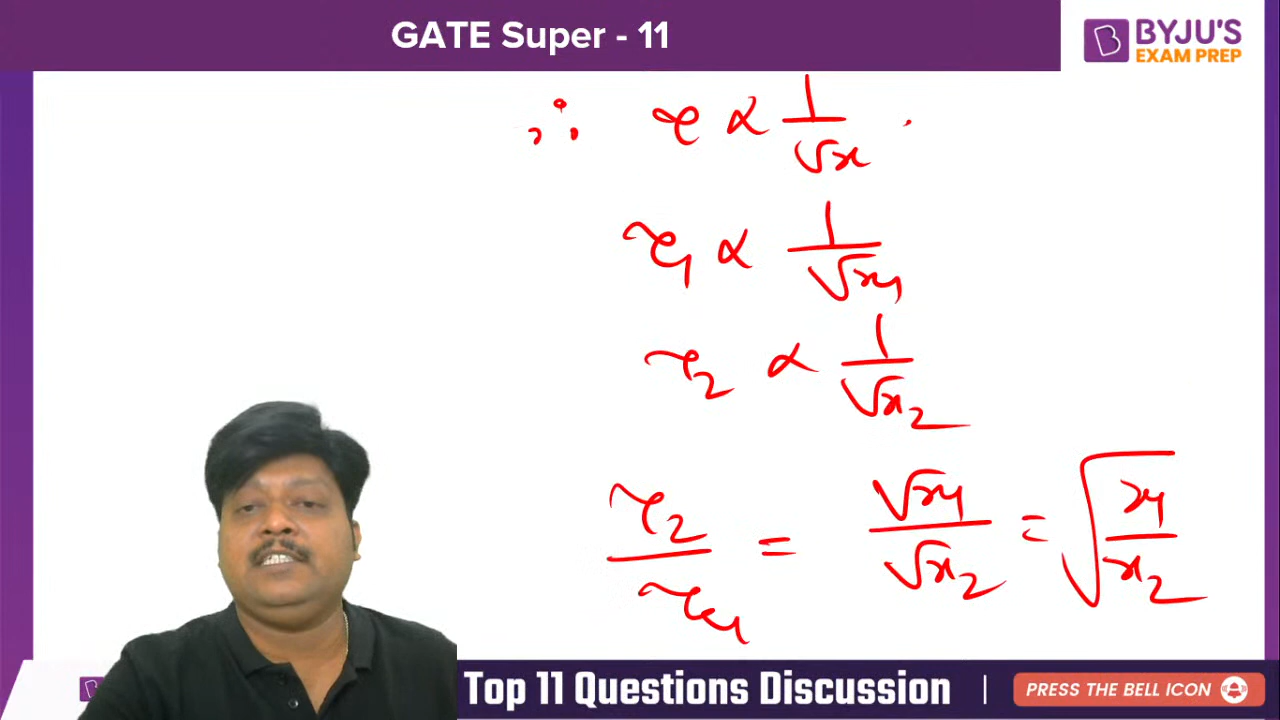 GATE Super - 11
BYJU'S
EXAM PREP
∴ τ ∝ 1/√x
τ₁ ∝ 1/√x₁
τ₂ ∝ 1/√x₂
τ₂/τ₁ = √x₁/√x₂ = √(x₁/x₂)
Top 11 Questions Discussion | PRESS THE BELL ICON